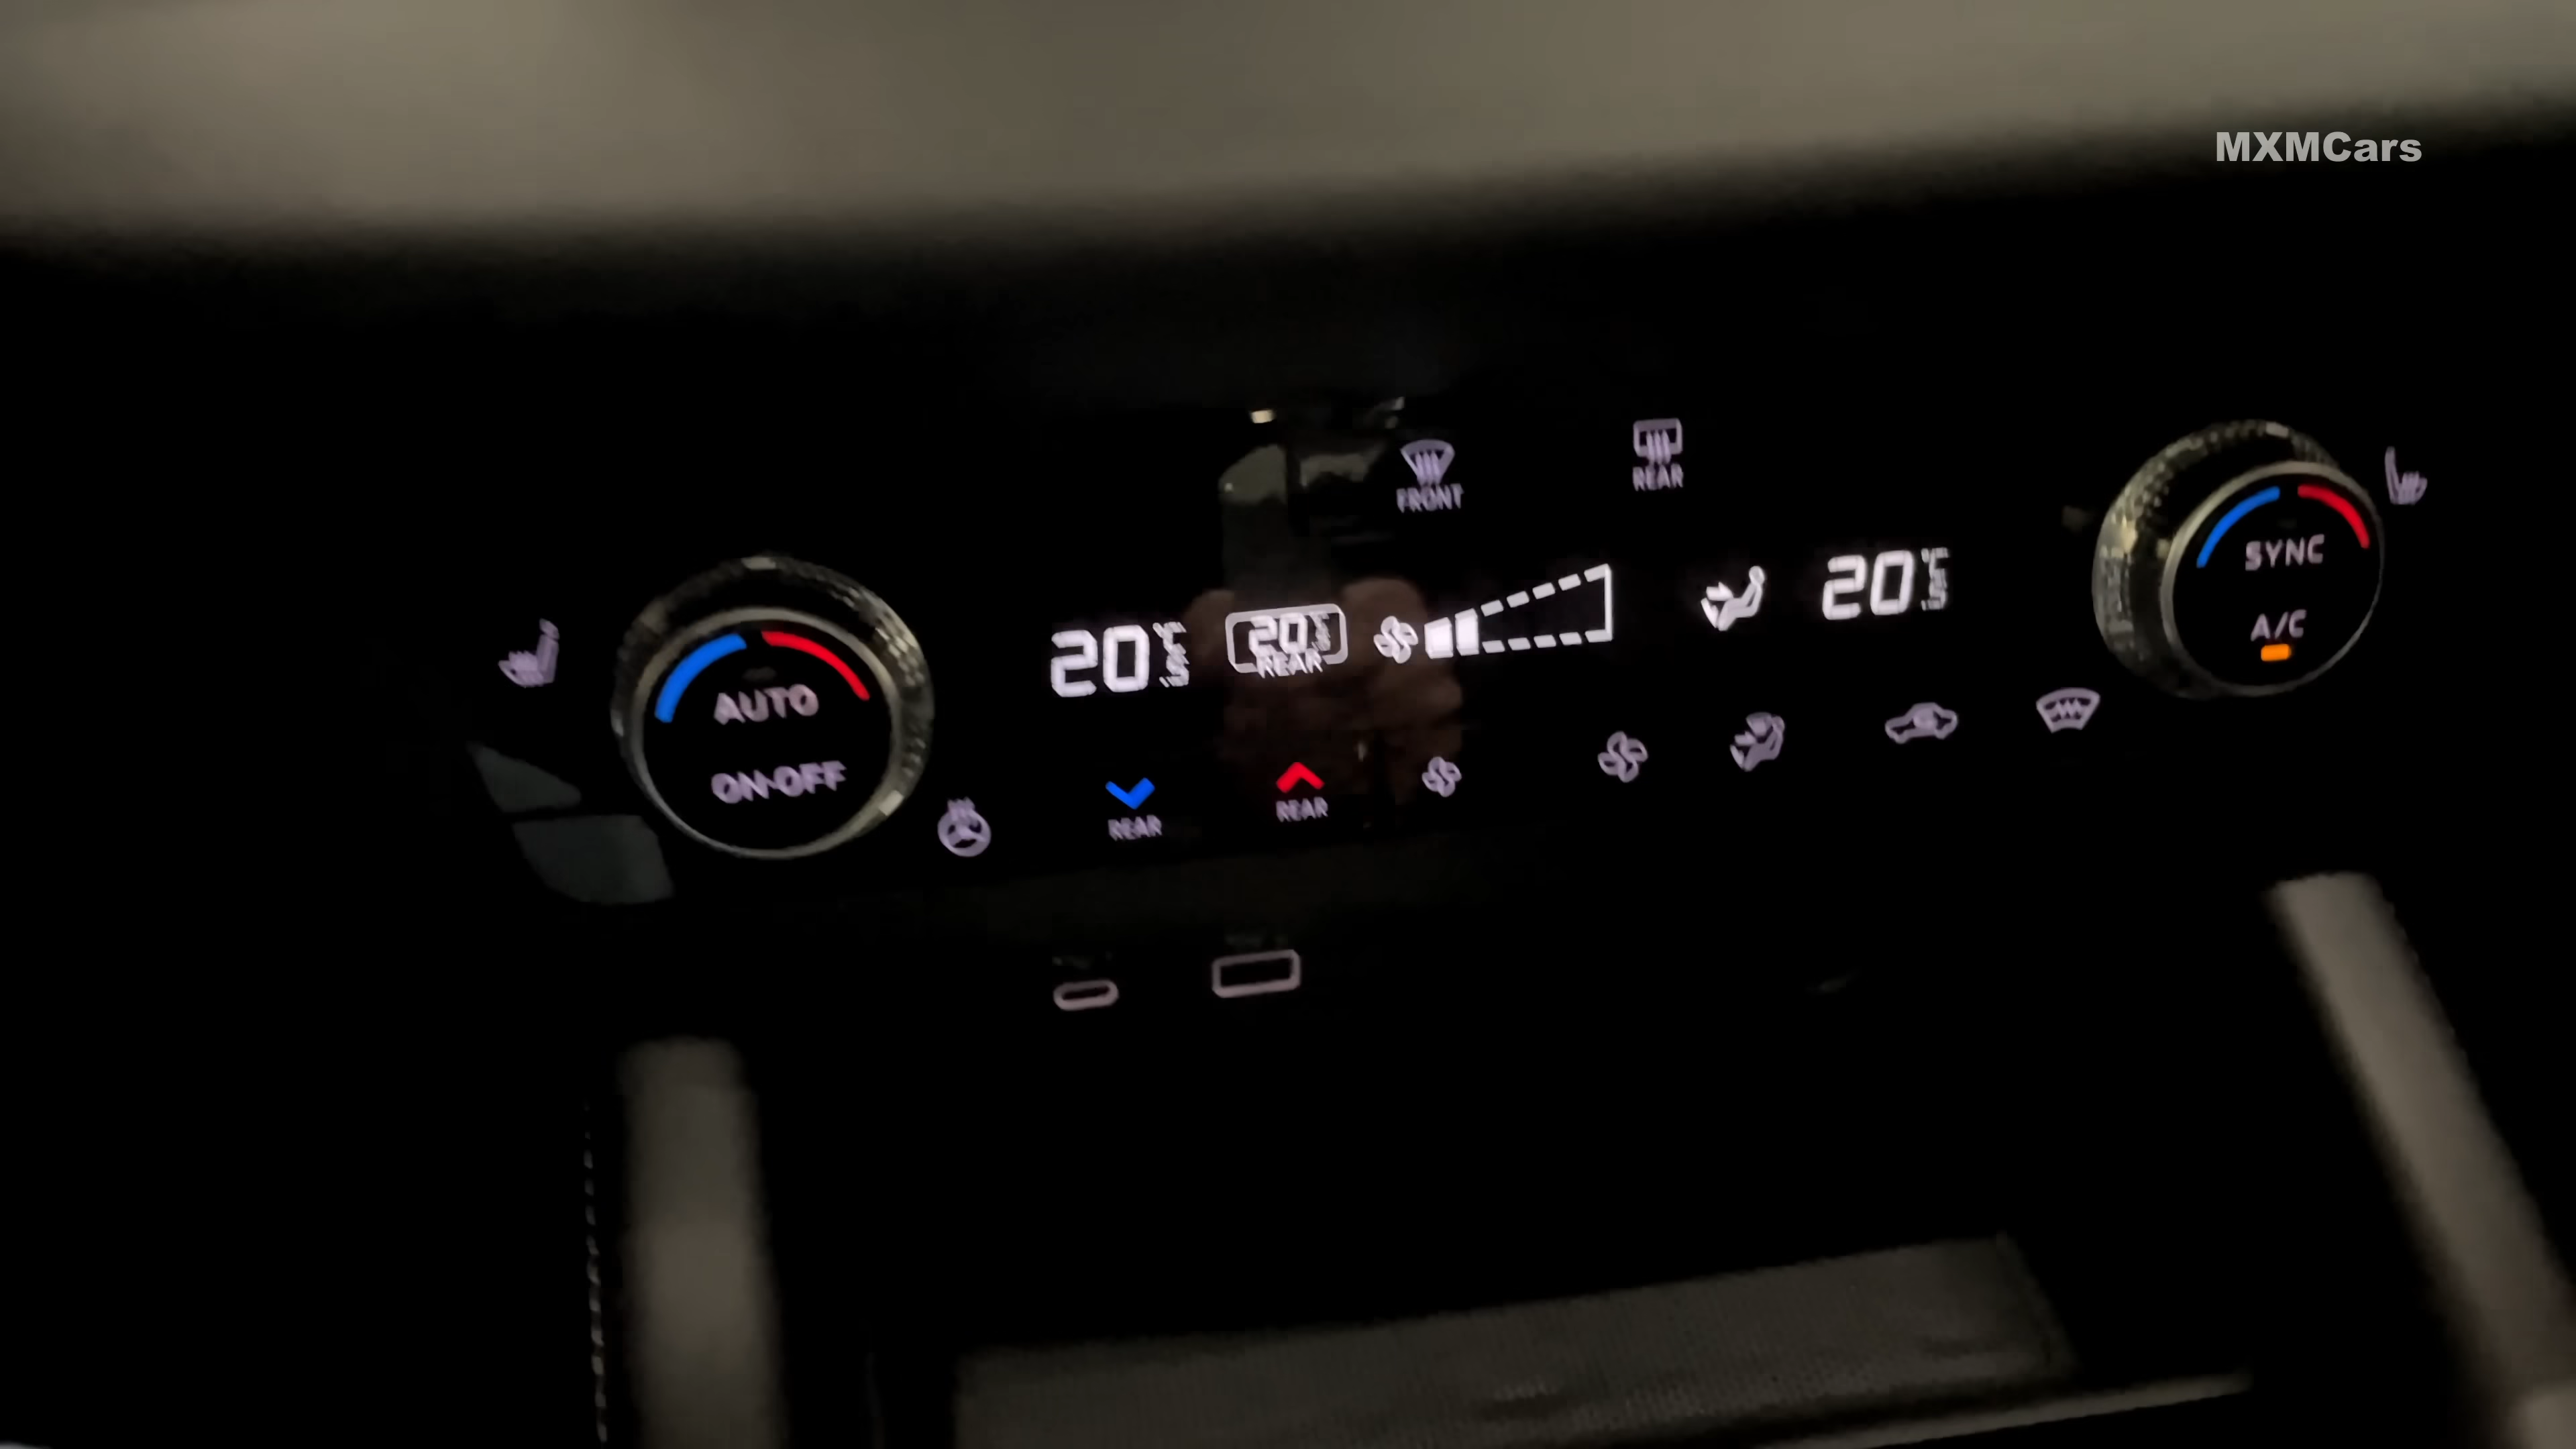 MXMCars
FRONT
REAR
SYNC
A/C
20°C
20
REAR
20°C
AUTO
ON·OFF
REAR
REAR